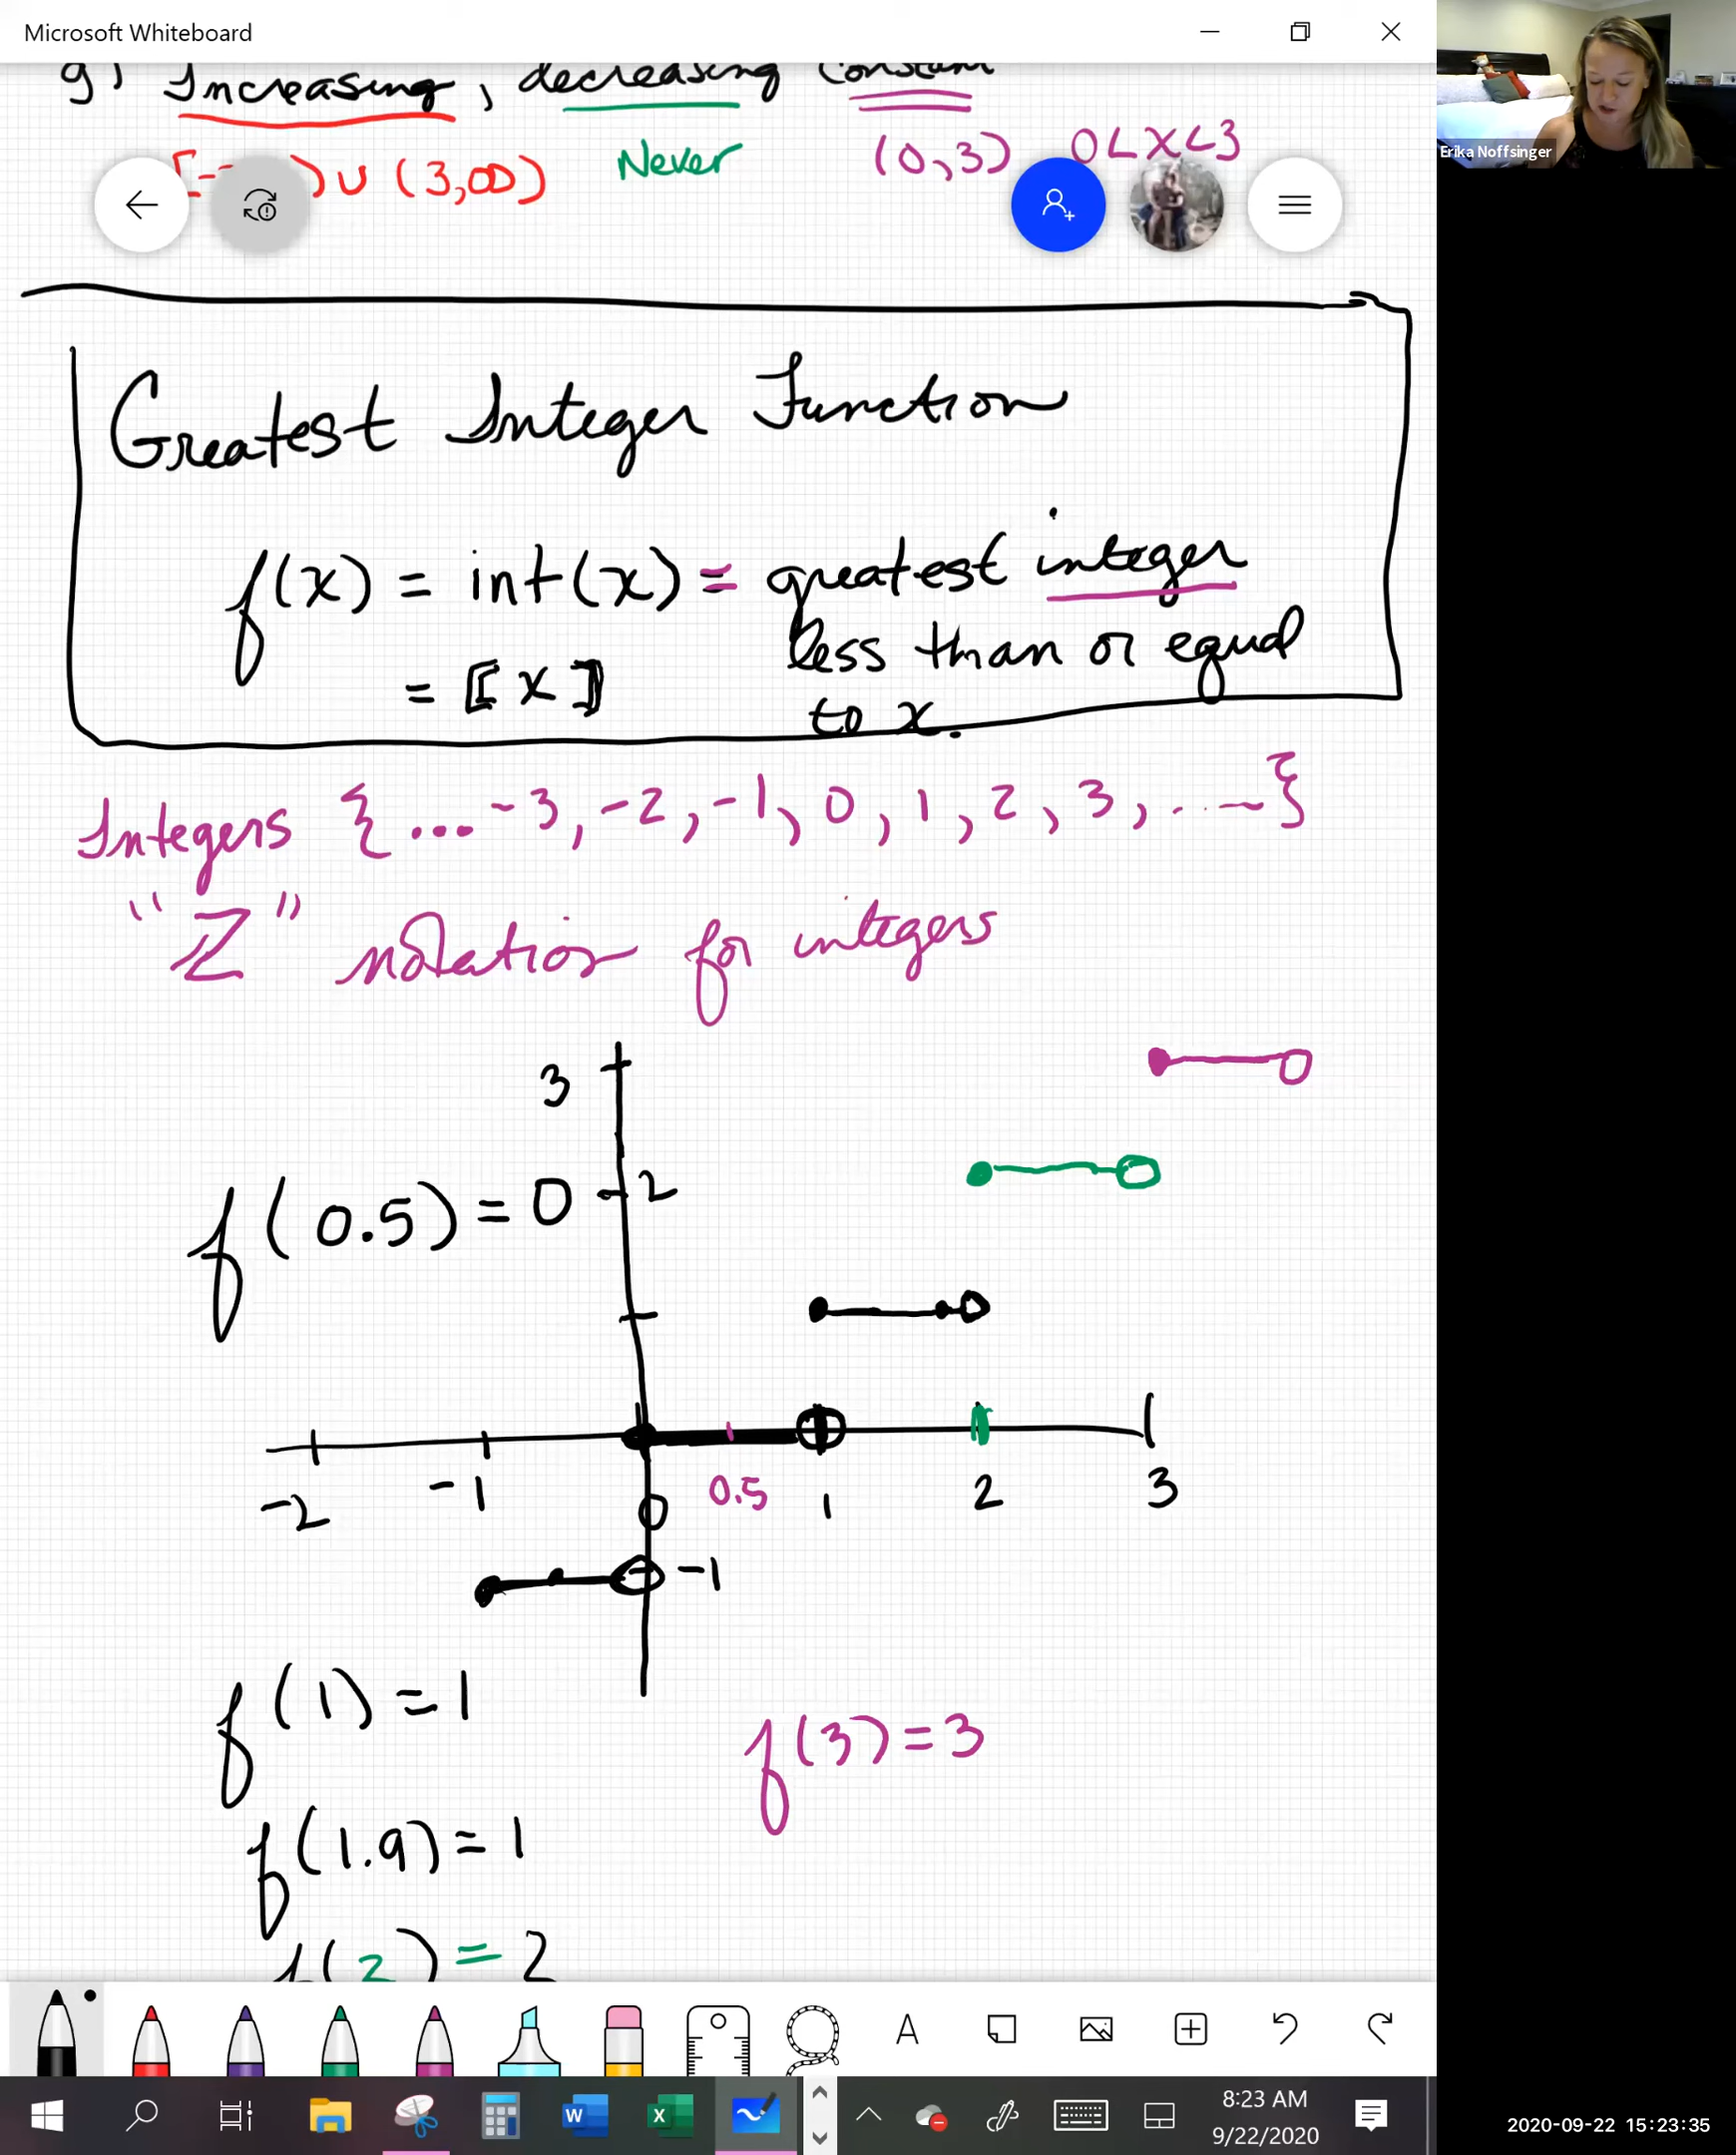 Microsoft Whiteboard
g) Increasing, decreasing constant
Never
(0,3) 0<x<3
) ∪ (3,∞)
Erika Noffsinger
Greatest Integer Function
f(x) = int(x) = greatest integer
less than or equal
= ⟦x⟧
to x.
Integers {... -3, -2, -1, 0, 1, 2, 3, ...}
"ℤ" notation for integers
3
f(0.5) = 0
2
-2 -1 0 0.5 1 2 3
-1
f(1) = 1
f(3) = 3
f(1.9) = 1
f(2) = 2
8:23 AM
9/22/2020
2020-09-22 15:23:35